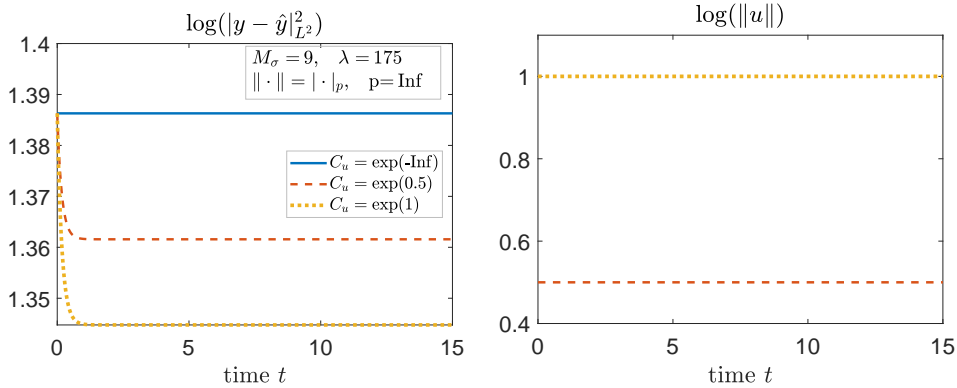 log(|y − ŷ|²_{L²})
1.4
1.39
1.38
1.37
1.36
1.35
0
5
10
15
time t
M_σ = 9, λ = 175
‖ · ‖ = | · |_p, p= Inf
C_u = exp(-Inf)
C_u = exp(0.5)
C_u = exp(1)
log(‖u‖)
1
0.8
0.6
0.4
0
5
10
15
time t